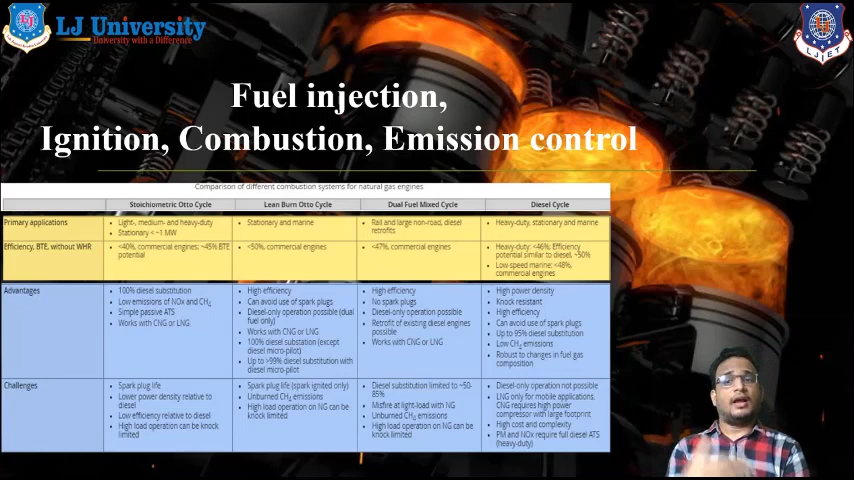 LJ University
University with a Difference
LJIET
Fuel injection,
Ignition, Combustion, Emission control
Comparison of different combustion systems for natural gas engines
Stoichiometric Otto Cycle
Lean Burn Otto Cycle
Dual Fuel Mixed Cycle
Diesel Cycle
Primary applications
• Light-, medium- and heavy-duty
• Stationary < ~1 MW
• Stationary and marine
• Rail and large non-road, diesel
retrofits
• Heavy-duty, stationary and marine
Efficiency, BTE, without WHR
• <40%, commercial engines; ~45% BTE
potential
• <50%, commercial engines
• <47%, commercial engines
• Heavy-duty: <46%; Efficiency
potential similar to diesel, ~50%
• Low-speed marine: <48%,
commercial engines
Advantages
• 100% diesel substitution
• Low emissions of NOx and CH4
• Simple passive ATS
• Works with CNG or LNG
• High efficiency
• Can avoid use of spark plugs
• Diesel-only operation possible (dual
fuel only)
• Works with CNG or LNG
• 100% diesel substation (except
diesel micro-pilot)
• Up to >99% diesel substitution with
diesel micro-pilot
• High efficiency
• No spark plugs
• Diesel-only operation possible
• Retrofit of existing diesel engines
possible
• Works with CNG or LNG
• High power density
• Knock resistant
• High efficiency
• Can avoid use of spark plugs
• Up to 95% diesel substitution
• Low CH2 emissions
• Robust to changes in fuel gas
composition
Challenges
• Spark plug life
• Lower power density relative to
diesel
• Low efficiency relative to diesel
• High load operation can be knock
limited
• Spark plug life (spark ignited only)
• Unburned CH4 emissions
• High load operation on NG can be
knock limited
• Diesel substitution limited to ~50-
85%
• Misfire at light-load with NG
• Unburned CH4 emissions
• High load operation on NG can be
knock limited
• Diesel-only operation not possible
• LNG only for mobile applications.
CNG requires high power
compressor with large footprint
• High cost and complexity
• PM and NOx require full diesel ATS
(heavy-duty)